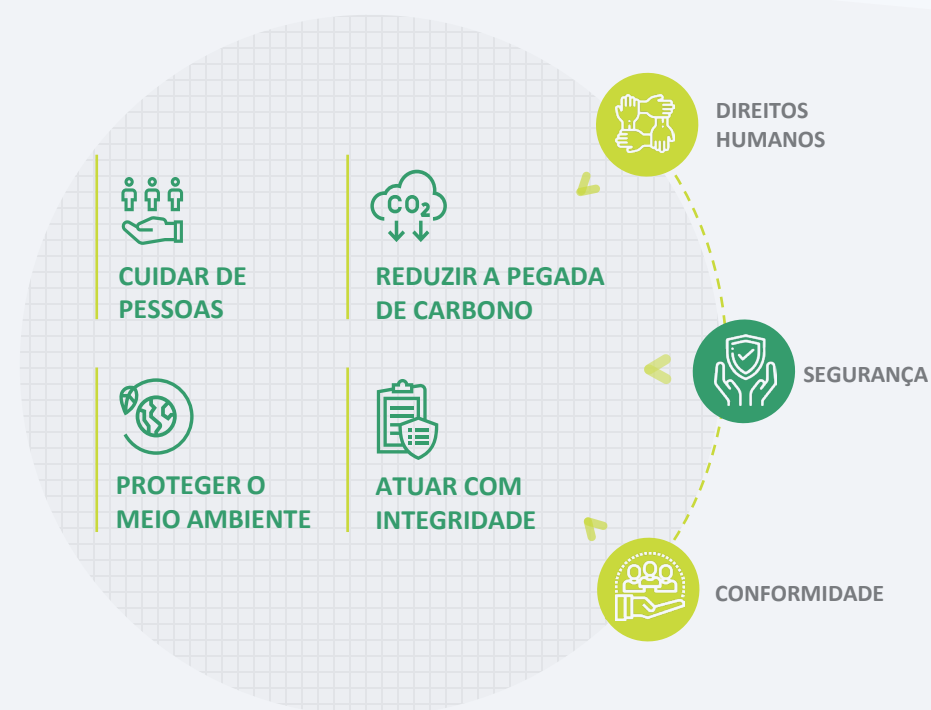 DIREITOS
HUMANOS
CO₂
CUIDAR DE
PESSOAS
REDUZIR A PEGADA
DE CARBONO
SEGURANÇA
PROTEGER O
MEIO AMBIENTE
ATUAR COM
INTEGRIDADE
CONFORMIDADE